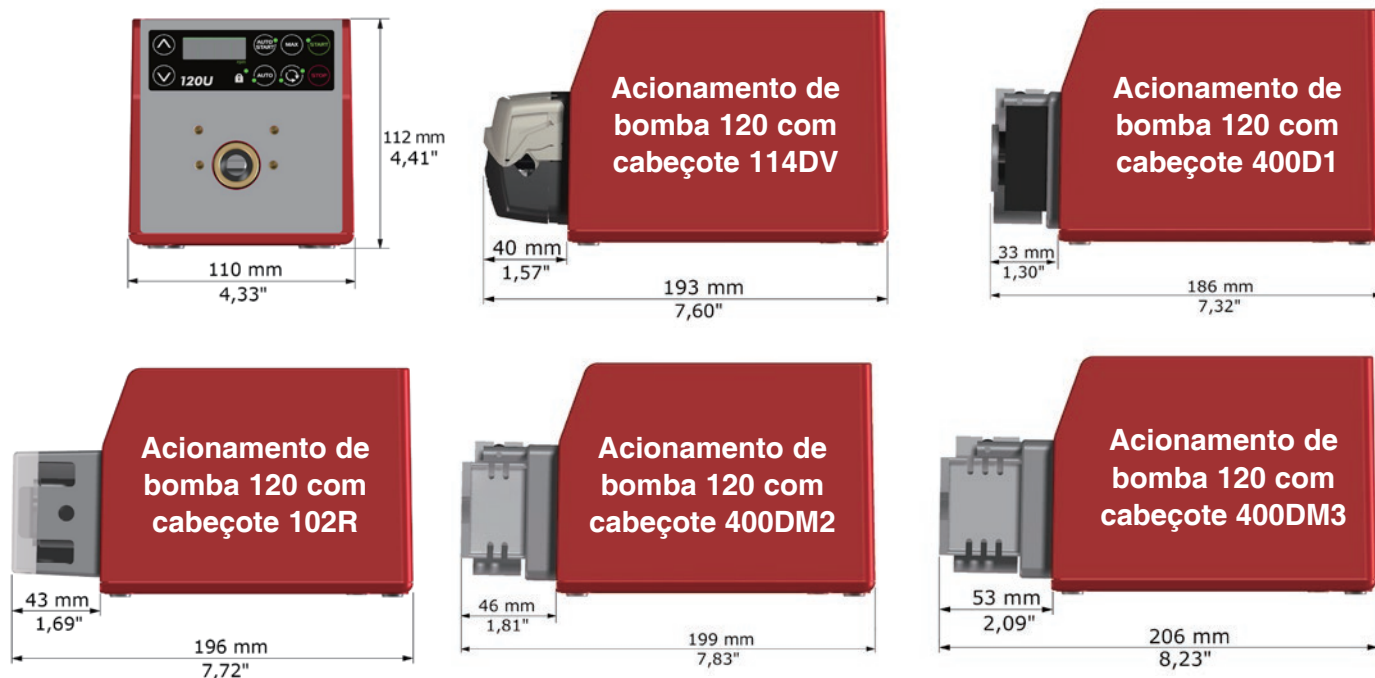 AUTO
START
MAX
START
120U
AUTO
STOP
112 mm
4,41"
110 mm
4,33"
Acionamento de
bomba 120 com
cabeçote 114DV
40 mm
1,57"
193 mm
7,60"
Acionamento de
bomba 120 com
cabeçote 400D1
33 mm
1,30"
186 mm
7,32"
Acionamento de
bomba 120 com
cabeçote 102R
43 mm
1,69"
196 mm
7,72"
Acionamento de
bomba 120 com
cabeçote 400DM2
46 mm
1,81"
199 mm
7,83"
Acionamento de
bomba 120 com
cabeçote 400DM3
53 mm
2,09"
206 mm
8,23"